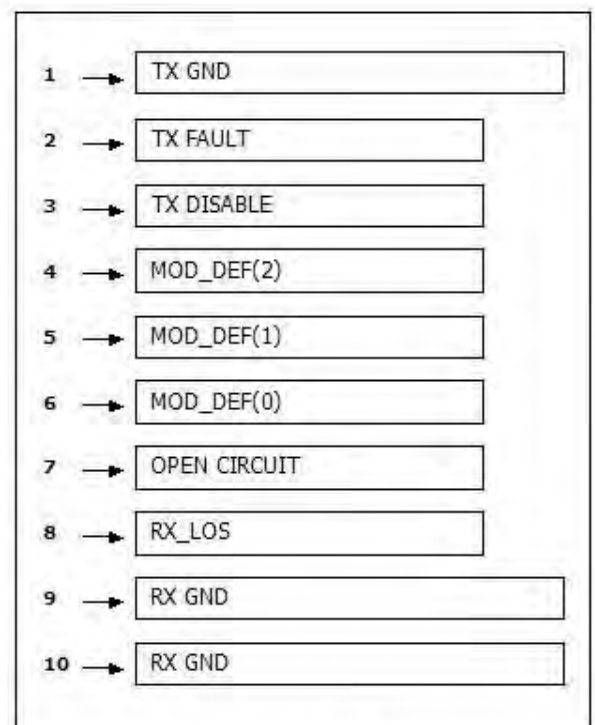 1 TX GND
2 TX FAULT
3 TX DISABLE
4 MOD_DEF(2)
5 MOD_DEF(1)
6 MOD_DEF(0)
7 OPEN CIRCUIT
8 RX_LOS
9 RX GND
10 RX GND